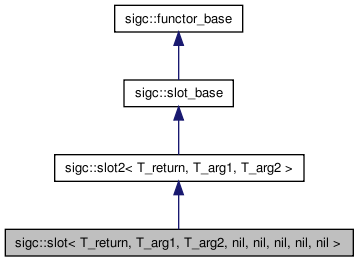 sigc::functor_base
sigc::slot_base
sigc::slot2< T_return, T_arg1, T_arg2 >
sigc::slot< T_return, T_arg1, T_arg2, nil, nil, nil, nil, nil >